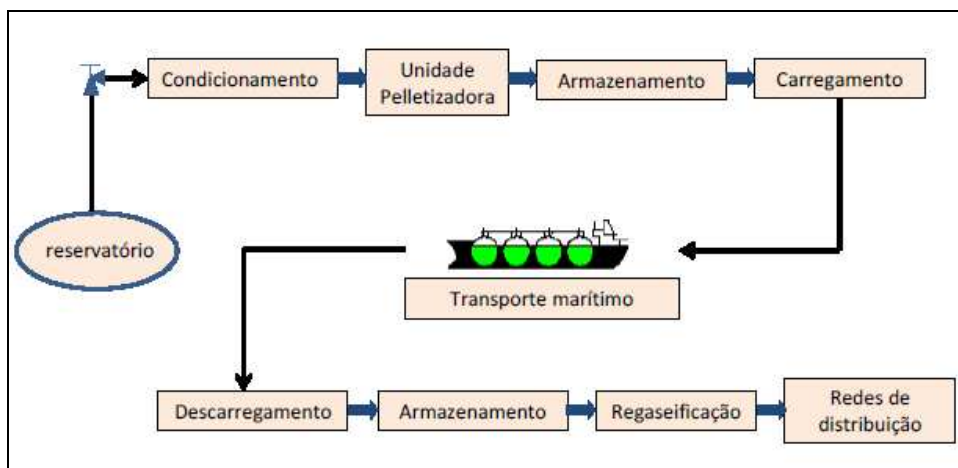 Condicionamento
Unidade
Pelletizadora
Armazenamento
Carregamento
reservatório
Transporte marítimo
Descarregamento
Armazenamento
Regaseificação
Redes de
distribuição